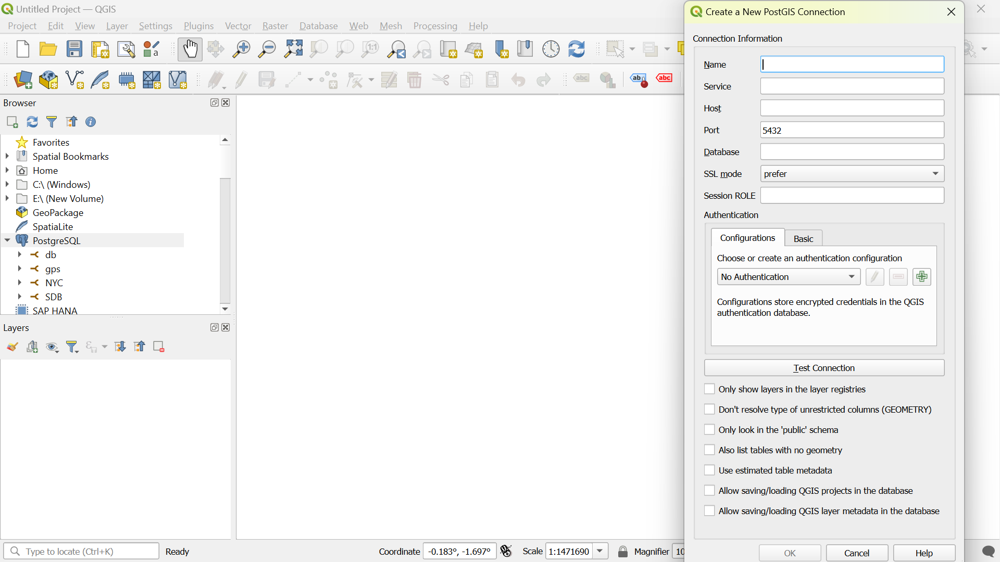 Untitled Project — QGIS
Project Edit View Layer Settings Plugins Vector Raster Database Web Mesh Processing Help
1:1
abc
ab
abc
Browser
Favorites
Spatial Bookmarks
Home
C:\ (Windows)
E:\ (New Volume)
GeoPackage
SpatiaLite
PostgreSQL
db
gps
NYC
SDB
SAP HANA
Layers
Type to locate (Ctrl+K)
Ready
Coordinate -0.183°, -1.697°
Scale 1:1471690
Magnifier 10
Create a New PostGIS Connection
Connection Information
Name
Service
Host
Port 5432
Database
SSL mode prefer
Session ROLE
Authentication
Configurations Basic
Choose or create an authentication configuration
No Authentication
Configurations store encrypted credentials in the QGIS
authentication database.
Test Connection
Only show layers in the layer registries
Don't resolve type of unrestricted columns (GEOMETRY)
Only look in the 'public' schema
Also list tables with no geometry
Use estimated table metadata
Allow saving/loading QGIS projects in the database
Allow saving/loading QGIS layer metadata in the database
OK Cancel Help